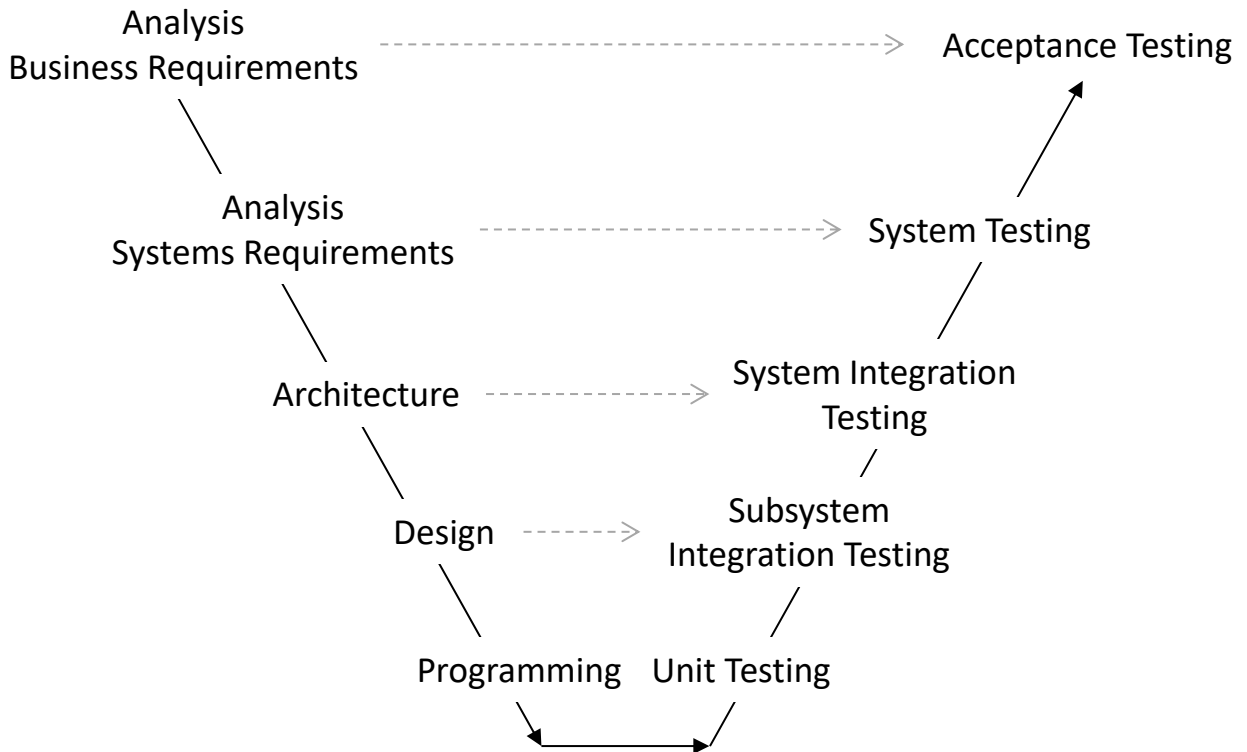 Analysis
Business Requirements
Acceptance Testing
Analysis
Systems Requirements
System Testing
Architecture
System Integration
Testing
Design
Subsystem
Integration Testing
Programming
Unit Testing